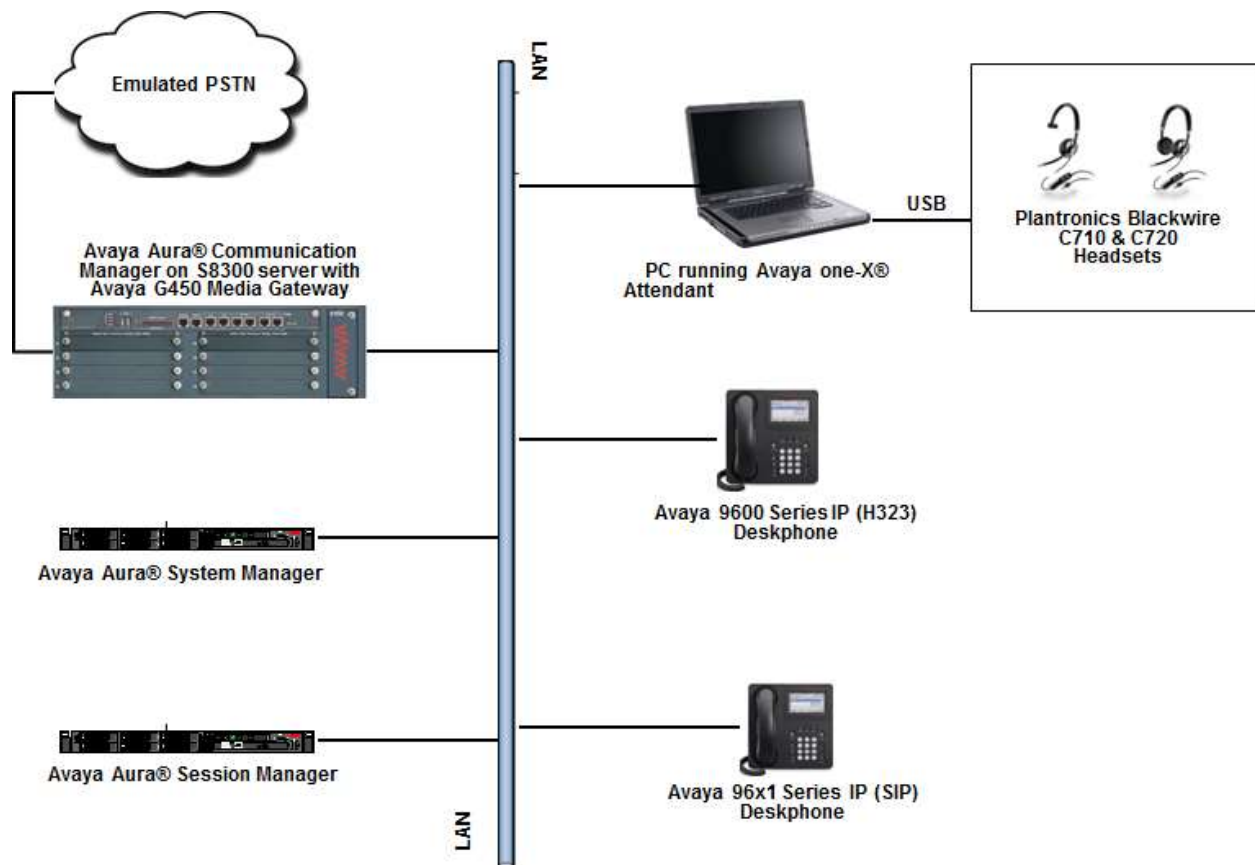 Emulated PSTN
LAN
Avaya Aura® Communication
Manager on S8300 server with
Avaya G450 Media Gateway
AVAYA
USB
Plantronics Blackwire
C710 & C720
Headsets
PC running Avaya one-X®
Attendant
Avaya 9600 Series IP (H323)
Deskphone
Avaya Aura® System Manager
Avaya Aura® Session Manager
Avaya 96x1 Series IP (SIP)
Deskphone
LAN